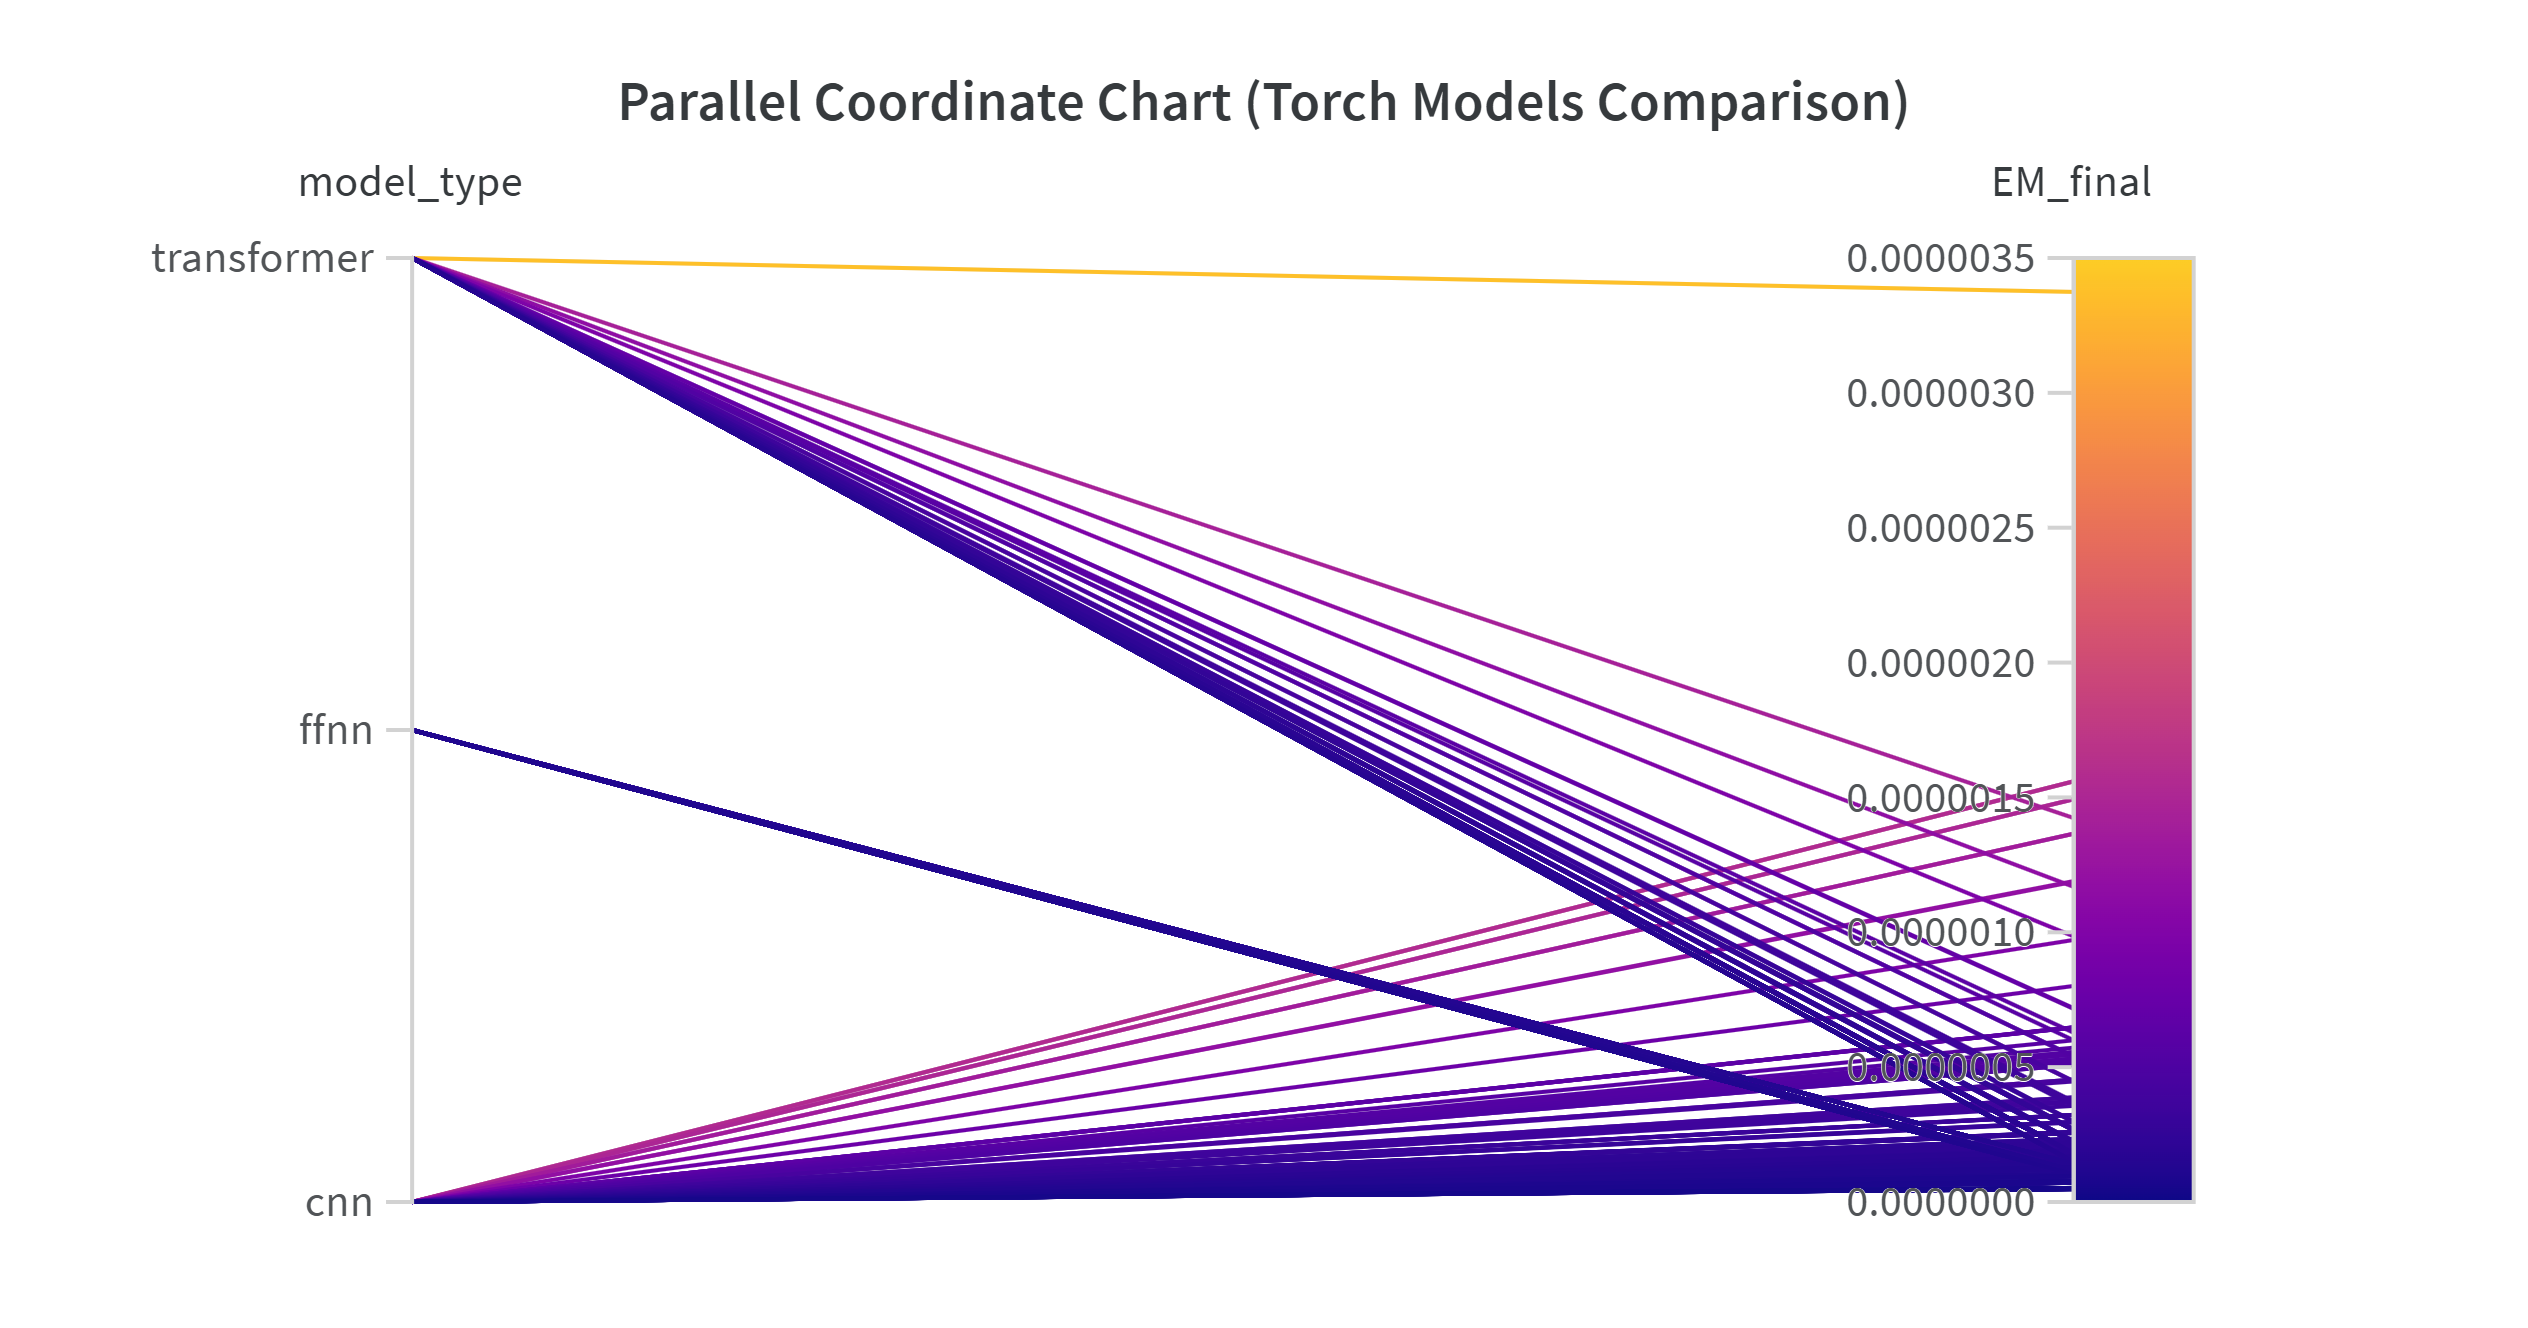 Parallel Coordinate Chart (Torch Models Comparison)
model_type
EM_final
transformer
ffnn
cnn
0.0000035
0.0000030
0.0000025
0.0000020
0.0000015
0.0000010
0.0000005
0.0000000